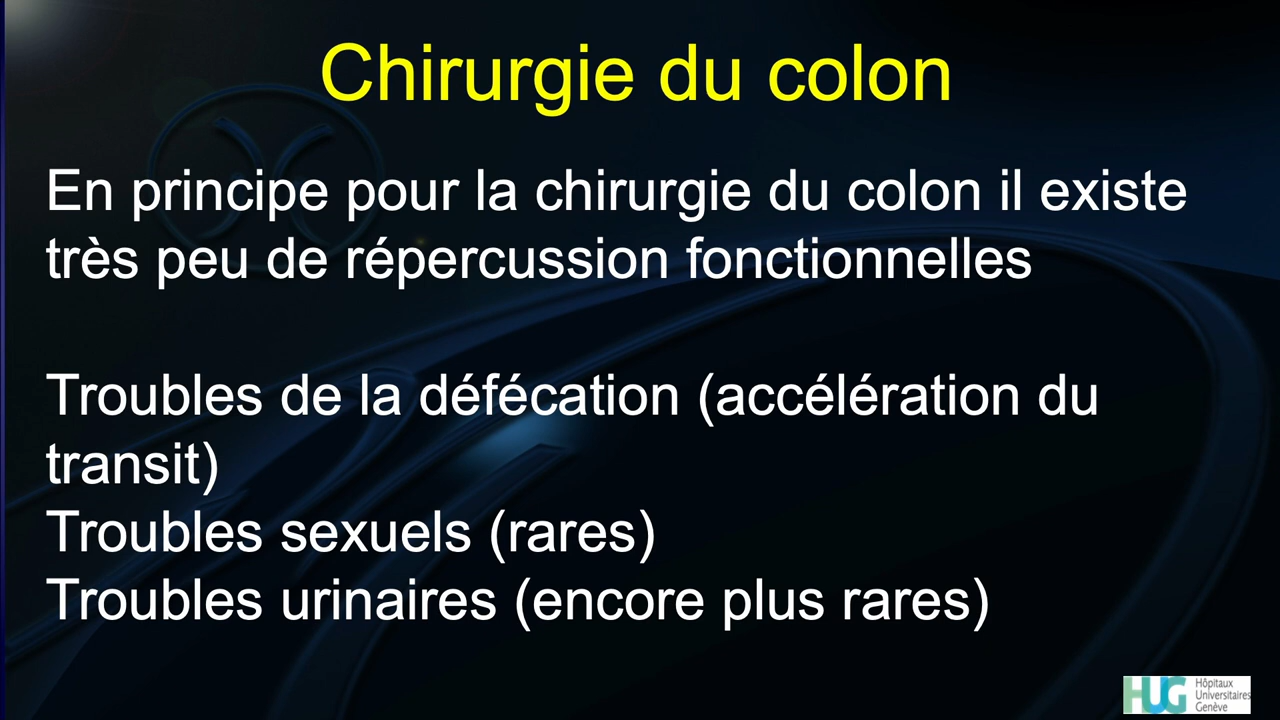 Chirurgie du colon
En principe pour la chirurgie du colon il existe
très peu de répercussion fonctionnelles
Troubles de la défécation (accélération du
transit)
Troubles sexuels (rares)
Troubles urinaires (encore plus rares)
HUG
Hôpitaux
Universitaires
Genève